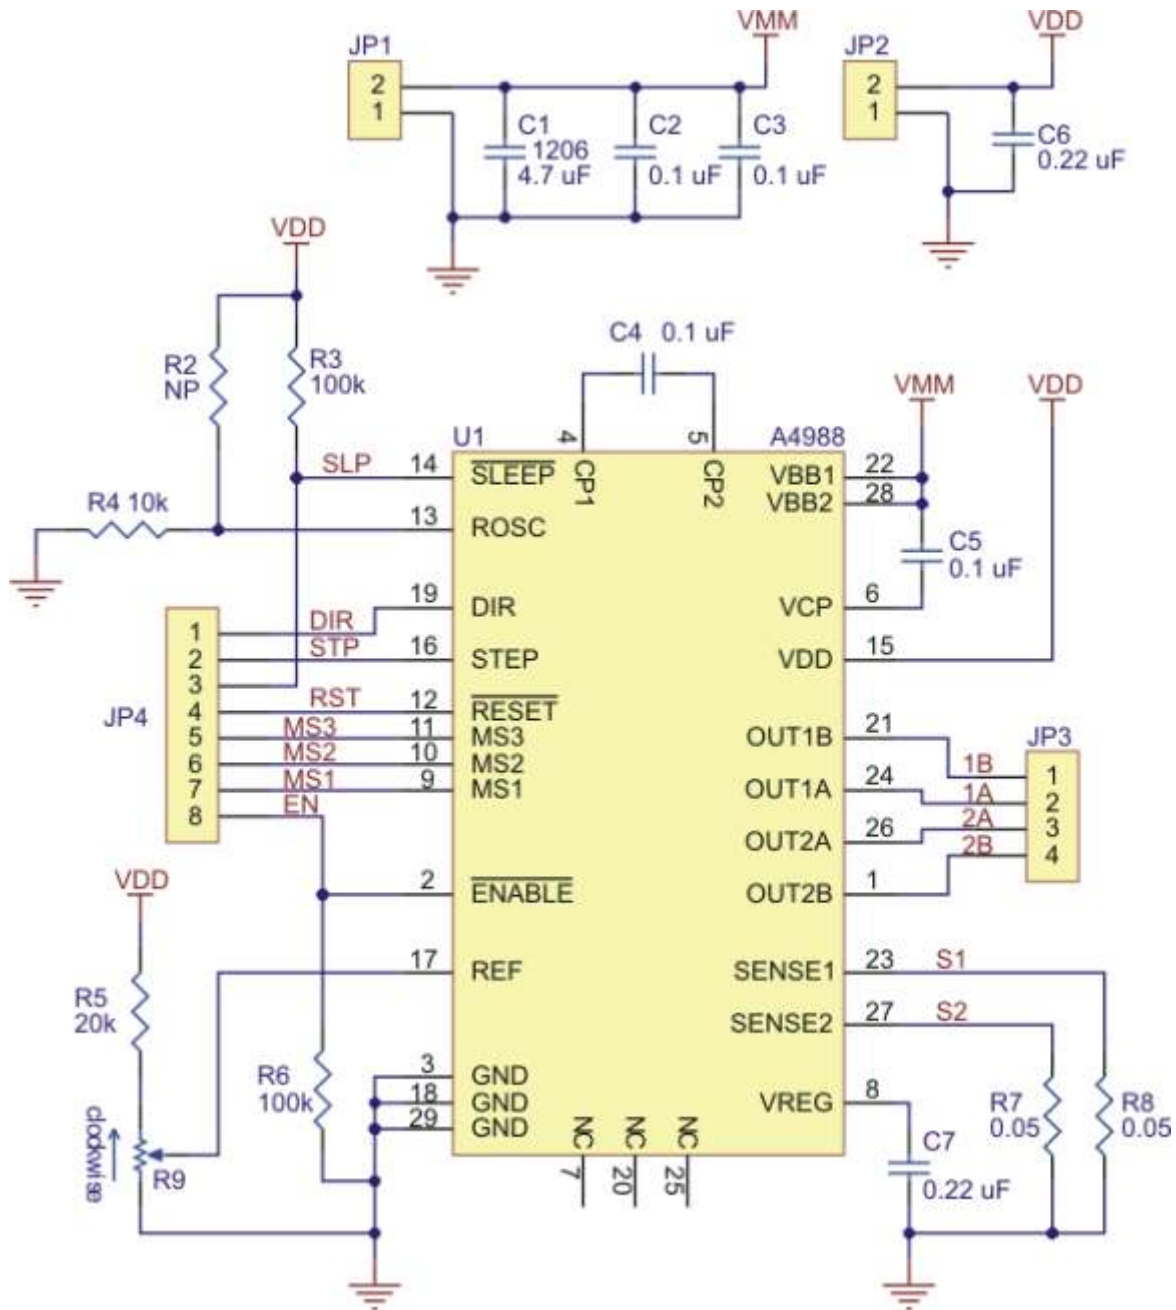 VMM
VDD
JP1
JP2
2
1
2
1
C1
1206
4.7 uF
C2
0.1 uF
C3
0.1 uF
C6
0.22 uF
VDD
R2
NP
R3
100k
C4 0.1 uF
VMM
VDD
U1
4
5
A4988
SLP
14
SLEEP
CP1
CP2
VBB1
22
VBB2
28
R4 10k
13
ROSC
C5
0.1 uF
DIR
19
DIR
VCP
6
1
STP
16
STEP
VDD
15
2
3
JP4
4
RST
12
RESET
5
MS3
11
MS3
6
MS2
10
MS2
7
MS1
9
MS1
8
EN
OUT1B
21
JP3
1B
1
OUT1A
24
1A
2
2A
3
OUT2A
26
2B
4
VDD
2
ENABLE
OUT2B
1
17
REF
SENSE1
23
S1
R5
20k
SENSE2
27
S2
R6
100k
3
GND
18
GND
29
GND
VREG
8
R7
0.05
R8
0.05
clockwise
R9
NC
7
NC
20
NC
25
C7
0.22 uF